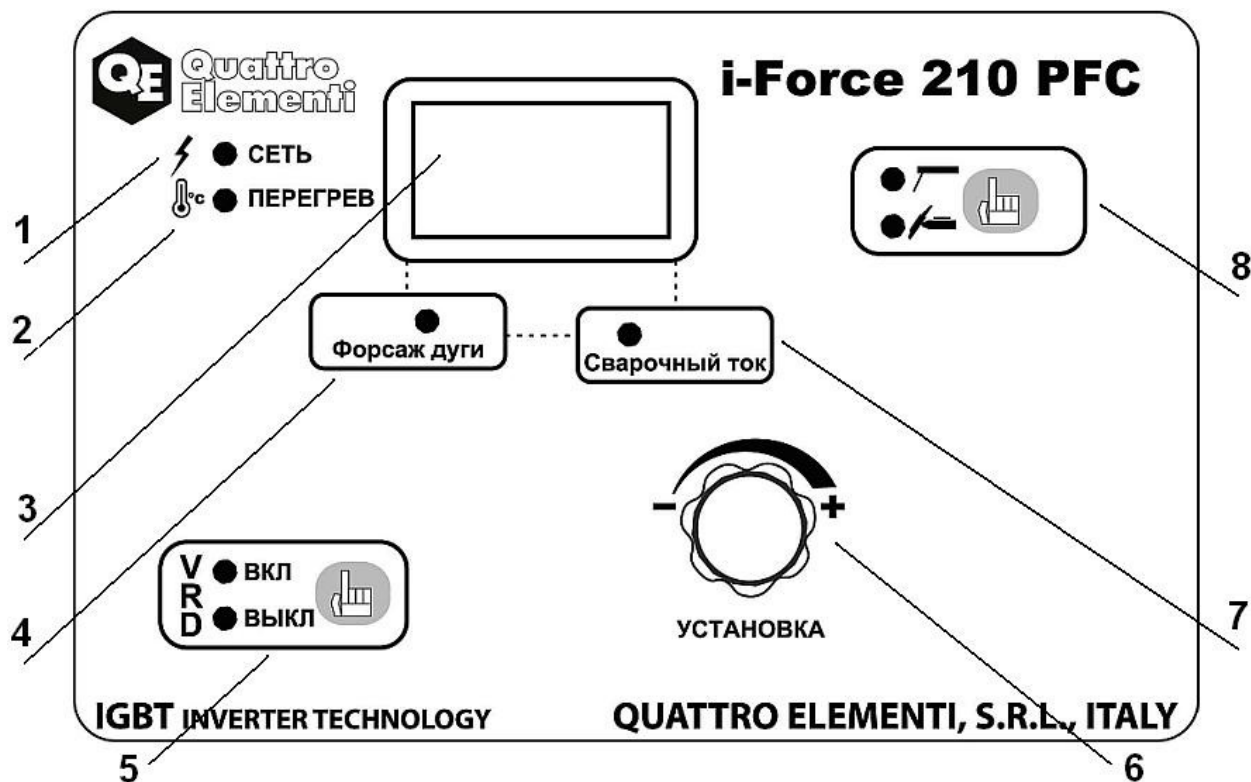 QE Quattro
Elementi
i-Force 210 PFC
СЕТЬ
°C ПЕРЕГРЕВ
1
2
8
Форсаж дуги
Сварочный ток
3
- +
VRD
ВКЛ
ВЫКЛ
УСТАНОВКА
4
7
IGBT INVERTER TECHNOLOGY
QUATTRO ELEMENTI, S.R.L., ITALY
5
6